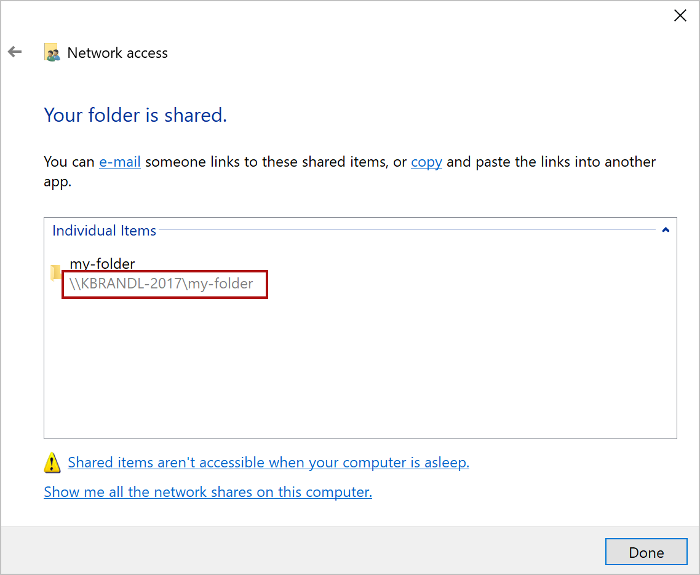 Network access
Your folder is shared.
You can e-mail someone links to these shared items, or copy and paste the links into another
app.
Individual Items
my-folder
\\KBRANDL-2017\my-folder
Shared items aren't accessible when your computer is asleep.
Show me all the network shares on this computer.
Done